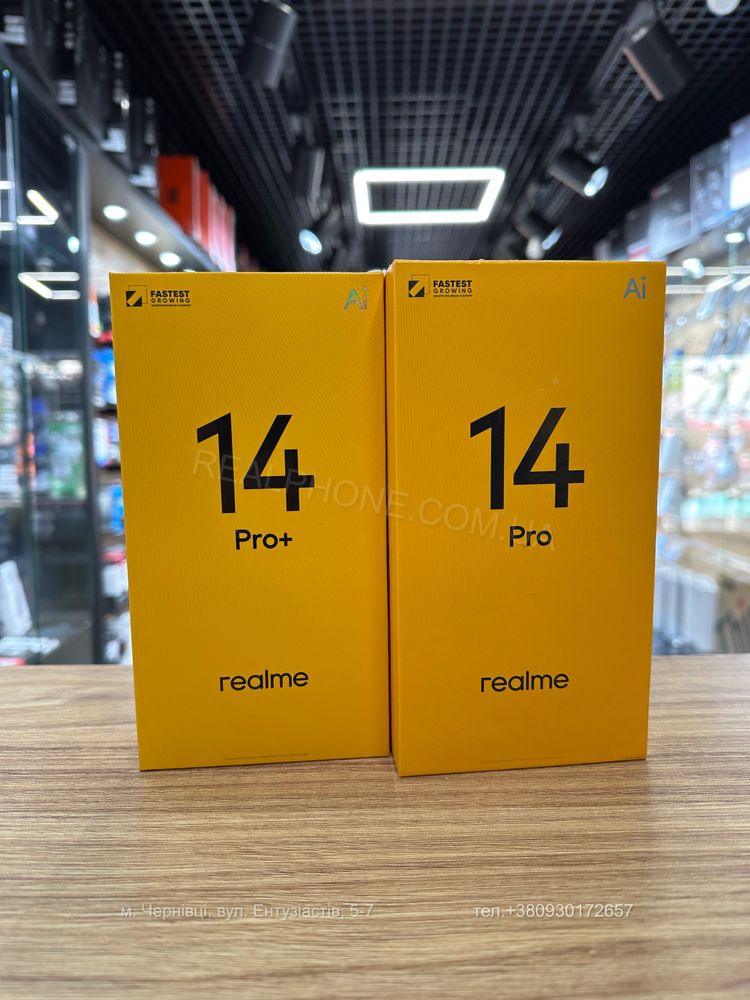 FASTEST
GROWING
Ai
14
Pro+
realme
FASTEST
GROWING
Ai
14
Pro
realme
REALPHONE.COM.UA
м. Чернівці, вул. Ентузіастів, 5-7
тел.+380930172657